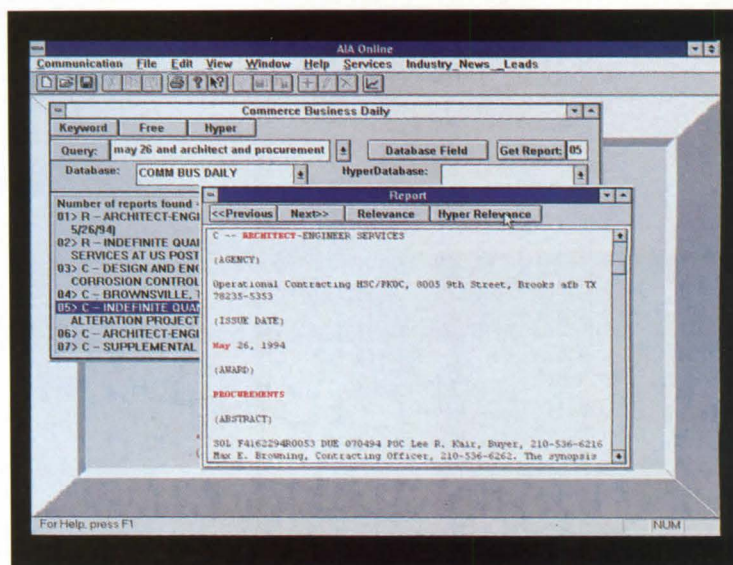 AIA Online
Communication File Edit View Window Help Services Industry_News_Leads
Commerce Business Daily
Keyword Free Hyper
Query: may 26 and architect and procurement Database Field Get Report: 05
Database: COMM BUS DAILY HyperDatabase:
Number of reports found -
01> R - ARCHITECT-ENGI
5/26/94)
02> R - INDEFINITE QUA
SERVICES AT US POST
03> C - DESIGN AND ENG
CORROSION CONTROL
04> C - BROWNSVILLE,
05> C - INDEFINITE QUAN
ALTERATION PROJECT
06> C - ARCHITECT-ENGI
07> C - SUPPLEMENTAL
Report
<<Previous Next>> Relevance Hyper Relevance
C -- ARCHITECT-ENGINEER SERVICES
(AGENCY)
Operational Contracting HSC/PKOC, 8005 9th Street, Brooks afb TX
78235-5353
(ISSUE DATE)
May 26, 1994
(AWARD)
PROCUREMENTS
(ABSTRACT)
SOL F4162294R0053 DUE 070494 POC Lee R. Kair, Buyer, 210-536-6216
Max E. Browning, Contracting Officer, 210-536-6262. The synopsis
For Help, press F1 NUM